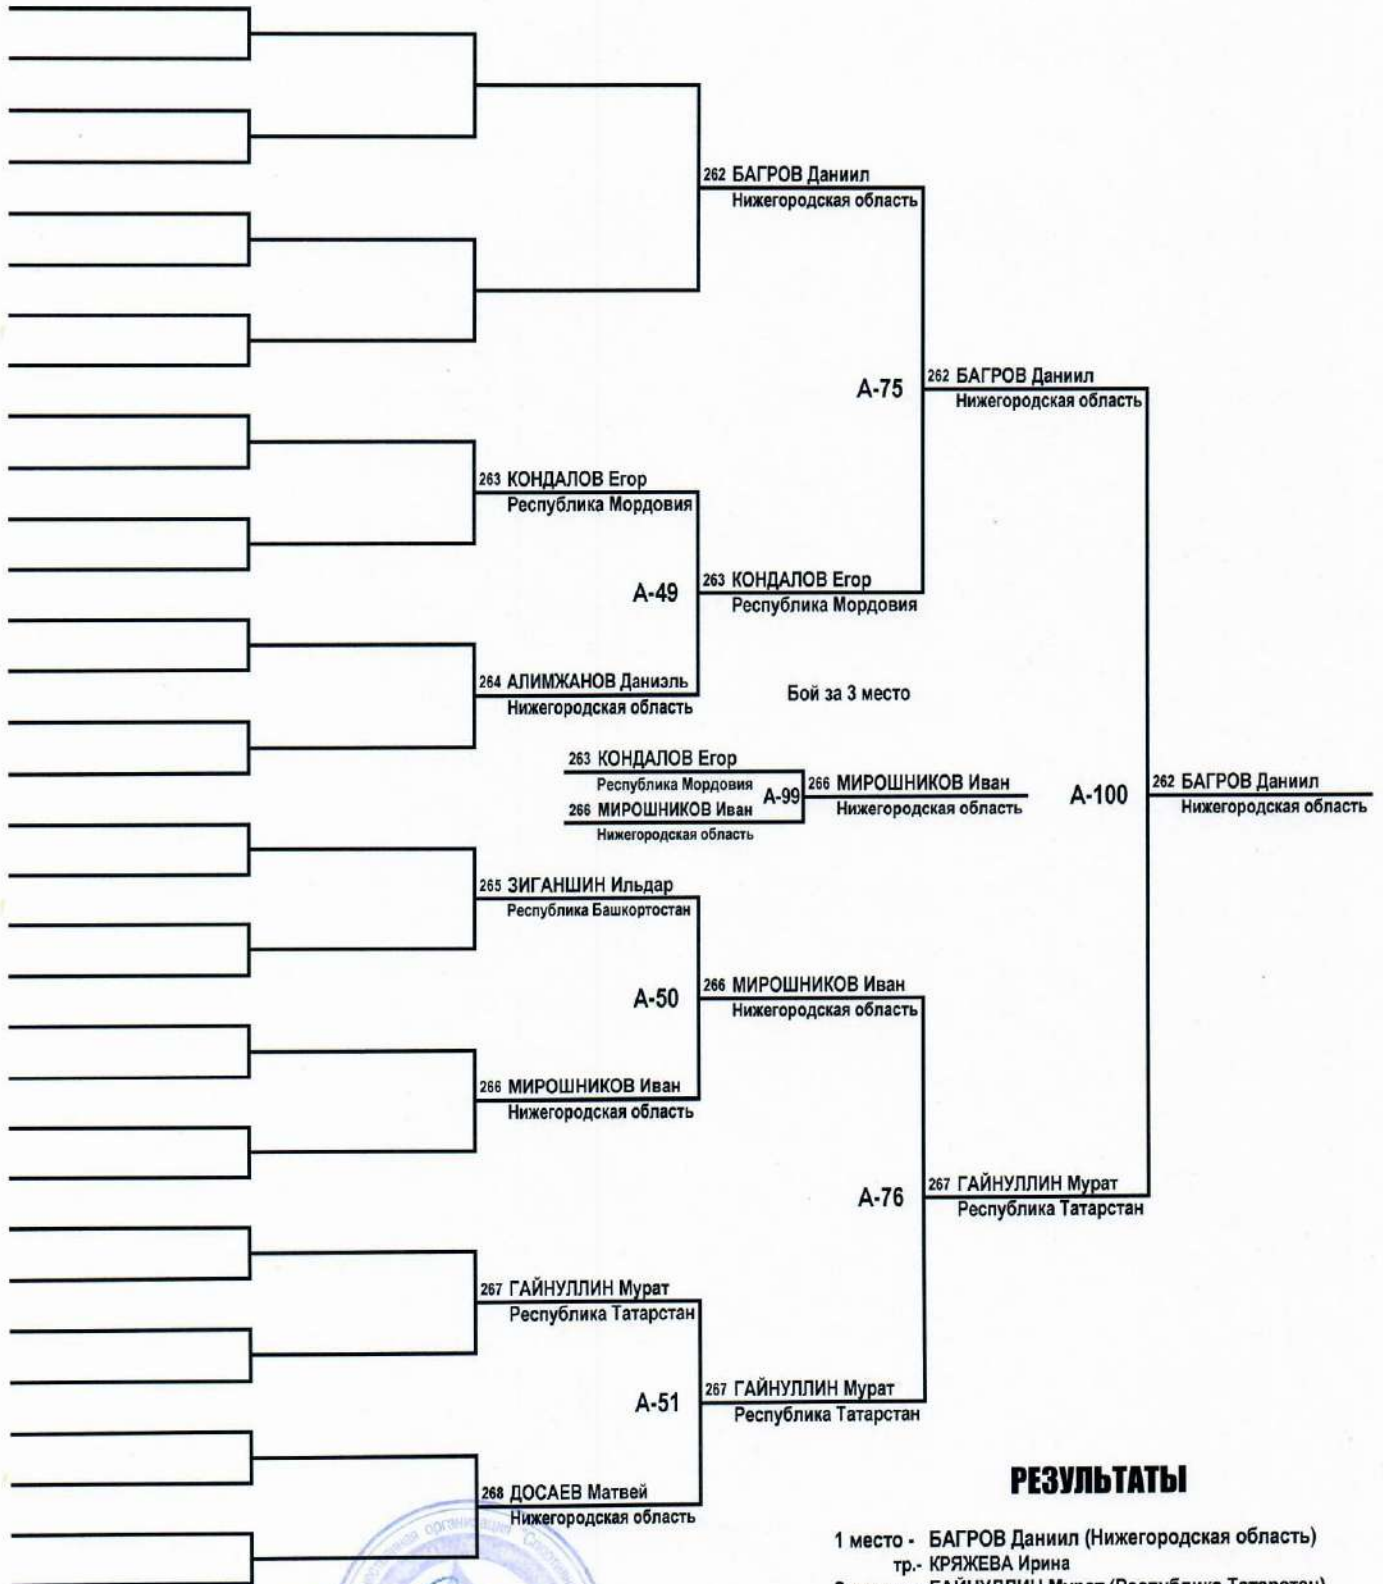 262 БАГРОВ Даниил
Нижегородская область
А-75
262 БАГРОВ Даниил
Нижегородская область
263 КОНДАЛОВ Егор
Республика Мордовия
А-49
263 КОНДАЛОВ Егор
Республика Мордовия
264 АЛИМЖАНОВ Даниэль
Нижегородская область
Бой за 3 место
263 КОНДАЛОВ Егор
Республика Мордовия
А-99
266 МИРОШНИКОВ Иван
Нижегородская область
266 МИРОШНИКОВ Иван
Нижегородская область
А-100
262 БАГРОВ Даниил
Нижегородская область
265 ЗИГАНШИН Ильдар
Республика Башкортостан
А-50
266 МИРОШНИКОВ Иван
Нижегородская область
266 МИРОШНИКОВ Иван
Нижегородская область
А-76
267 ГАЙНУЛЛИН Мурат
Республика Татарстан
267 ГАЙНУЛЛИН Мурат
Республика Татарстан
А-51
267 ГАЙНУЛЛИН Мурат
Республика Татарстан
268 ДОСАЕВ Матвей
Нижегородская область
РЕЗУЛЬТАТЫ
1 место - БАГРОВ Даниил (Нижегородская область)
тр.- КРЯЖЕВА Ирина
ГАЙНУЛЛИН Мурат (Республика Татарстан)